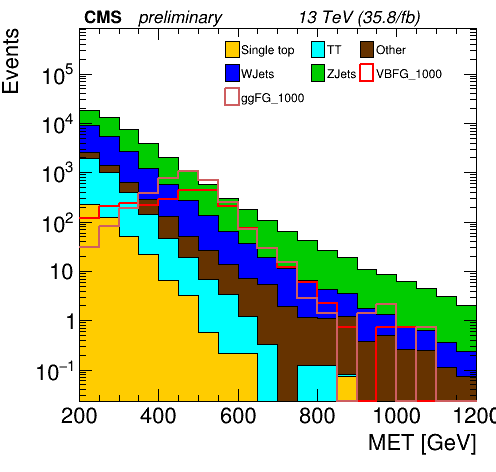 CMS preliminary 13 TeV (35.8/fb)
Events
Single top TT Other
WJets ZJets VBFG_1000
ggFG_1000
10^5
10^4
10^3
10^2
10
1
10^−1
200 400 600 800 1000 1200
MET [GeV]